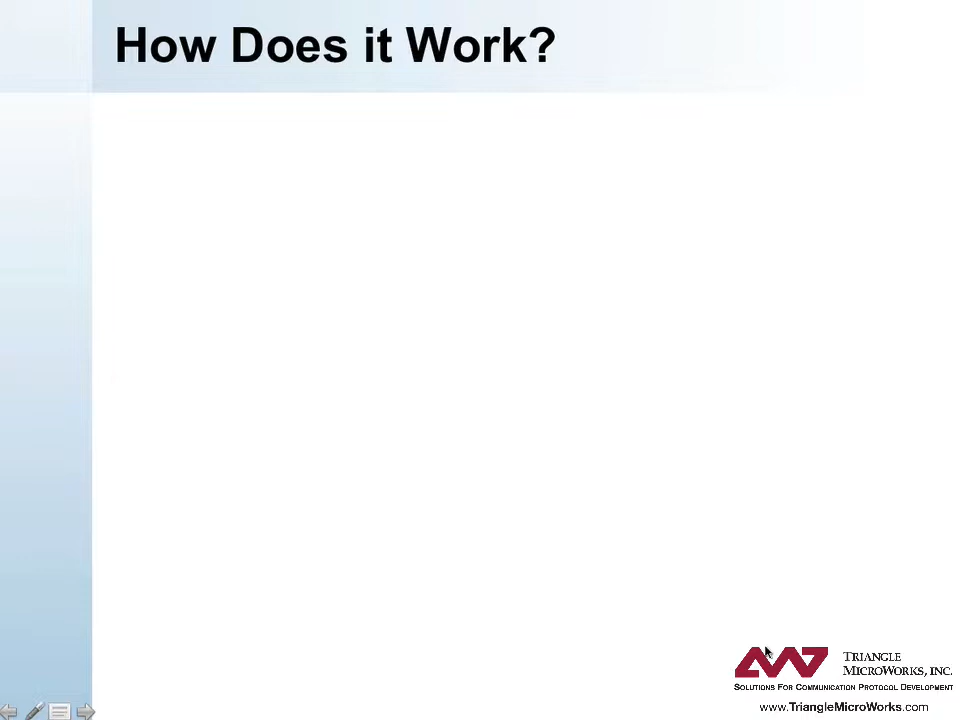 How Does it Work?
TRIANGLE
MICROWORKS, INC.
SOLUTIONS FOR COMMUNICATION PROTOCOL DEVELOPMENT
www.TriangleMicroWorks.com